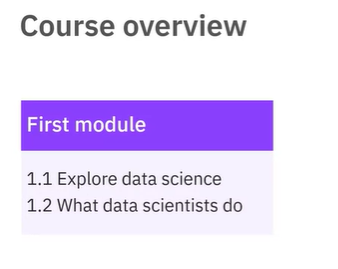 Course overview
First module
1.1 Explore data science
1.2 What data scientists do